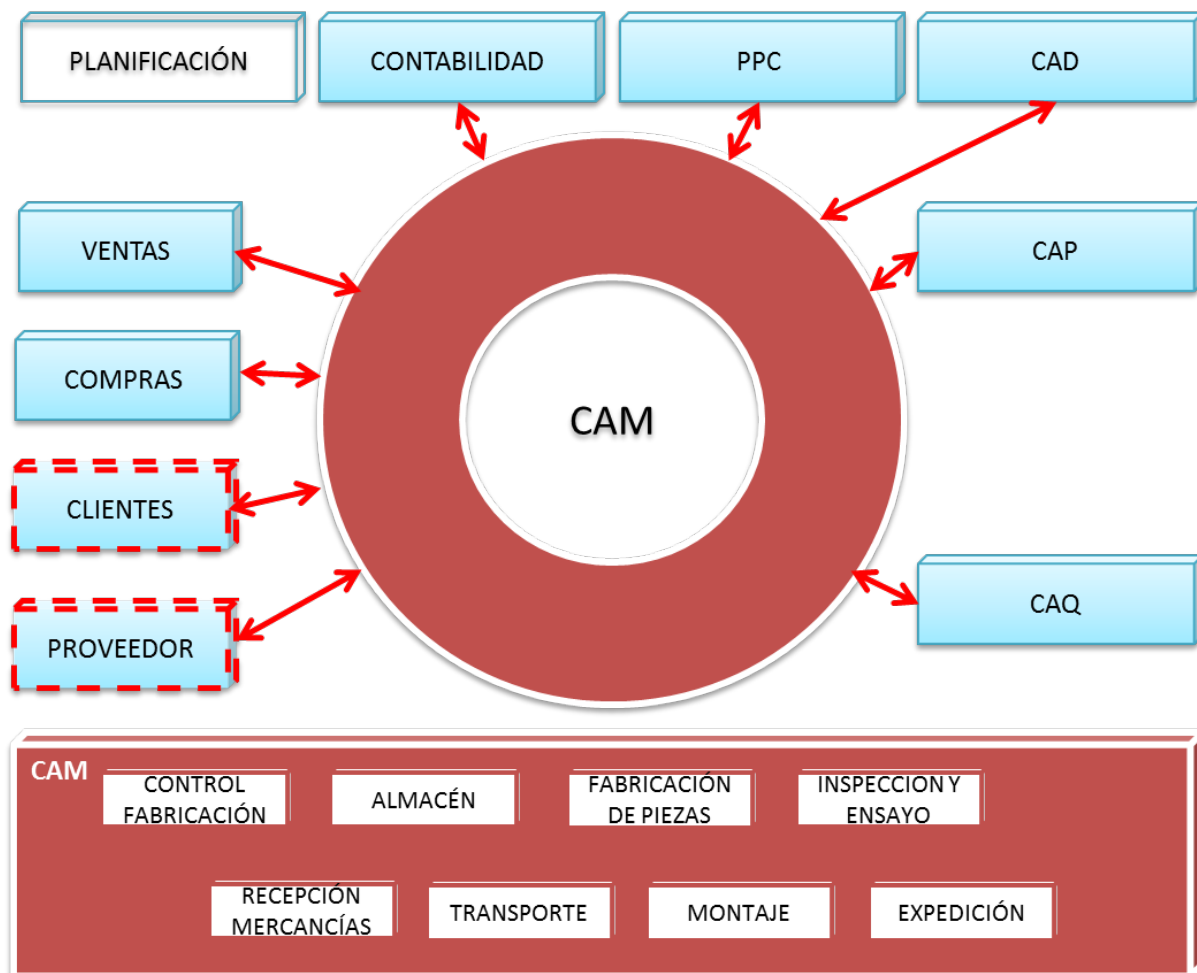 PLANIFICACIÓN
CONTABILIDAD
PPC
CAD
VENTAS
CAP
COMPRAS
CAM
CLIENTES
PROVEEDOR
CAQ
CAM
CONTROL
FABRICACIÓN
ALMACÉN
FABRICACIÓN
DE PIEZAS
INSPECCION Y
ENSAYO
RECEPCIÓN
MERCANCÍAS
TRANSPORTE
MONTAJE
EXPEDICIÓN